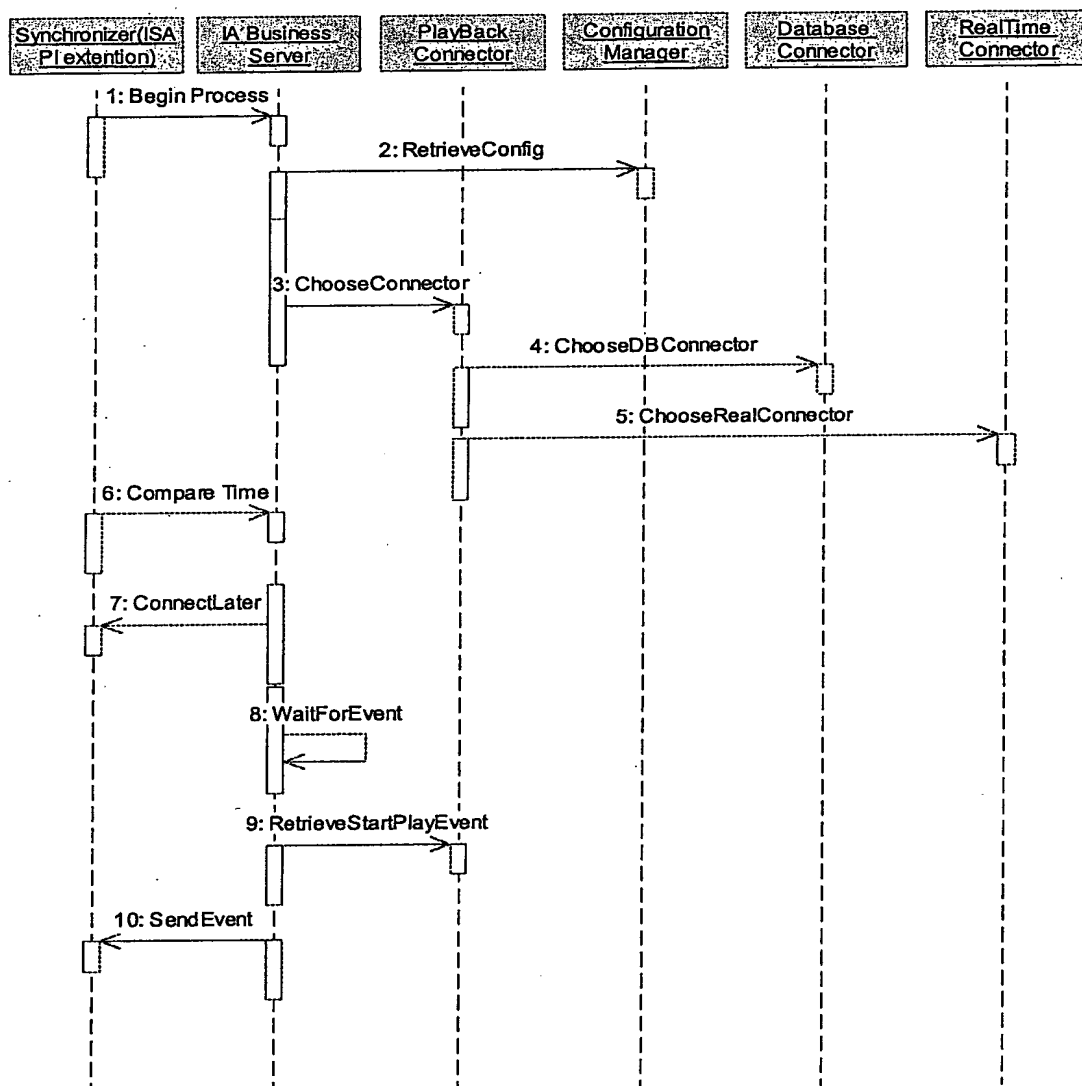 Synchronizer(ISA
PI extention)
IA Business
Server
PlayBack
Connector
Configuration
Manager
Database
Connector
RealTime
Connector
1: Begin Process
2: RetrieveConfig
3: ChooseConnector
4: ChooseDBConnector
5: ChooseRealConnector
6: Compare Time
7: ConnectLater
8: WaitForEvent
9: RetrieveStartPlayEvent
10: SendEvent